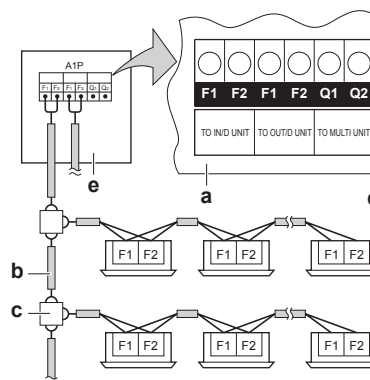 A1P
F1 F2 F1 F2 Q1 Q2
F1 F2 F1 F2 Q1 Q2
TO IN/D UNIT TO OUT/D UNIT TO MULTI UNIT
a
e
b
F1 F2 F1 F2 F1 F2
c
F1 F2 F1 F2 F1 F2